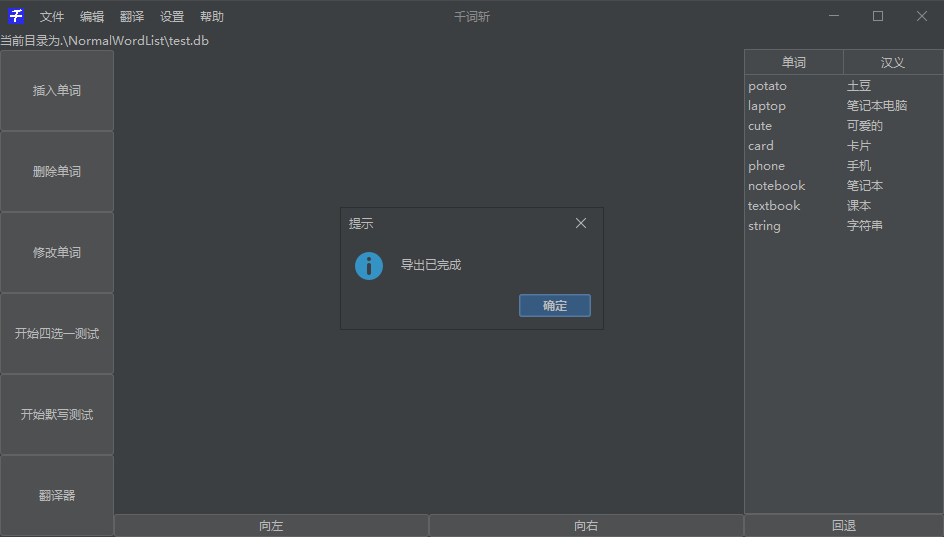 千 文件 编辑 翻译 设置 帮助 千词斩
当前目录为.\NormalWordList\test.db
插入单词
删除单词
修改单词
开始四选一测试
开始默写测试
翻译器
提示
导出已完成
确定
单词 汉义
potato 土豆
laptop 笔记本电脑
cute 可爱的
card 卡片
phone 手机
notebook 笔记本
textbook 课本
string 字符串
向左 向右 回退